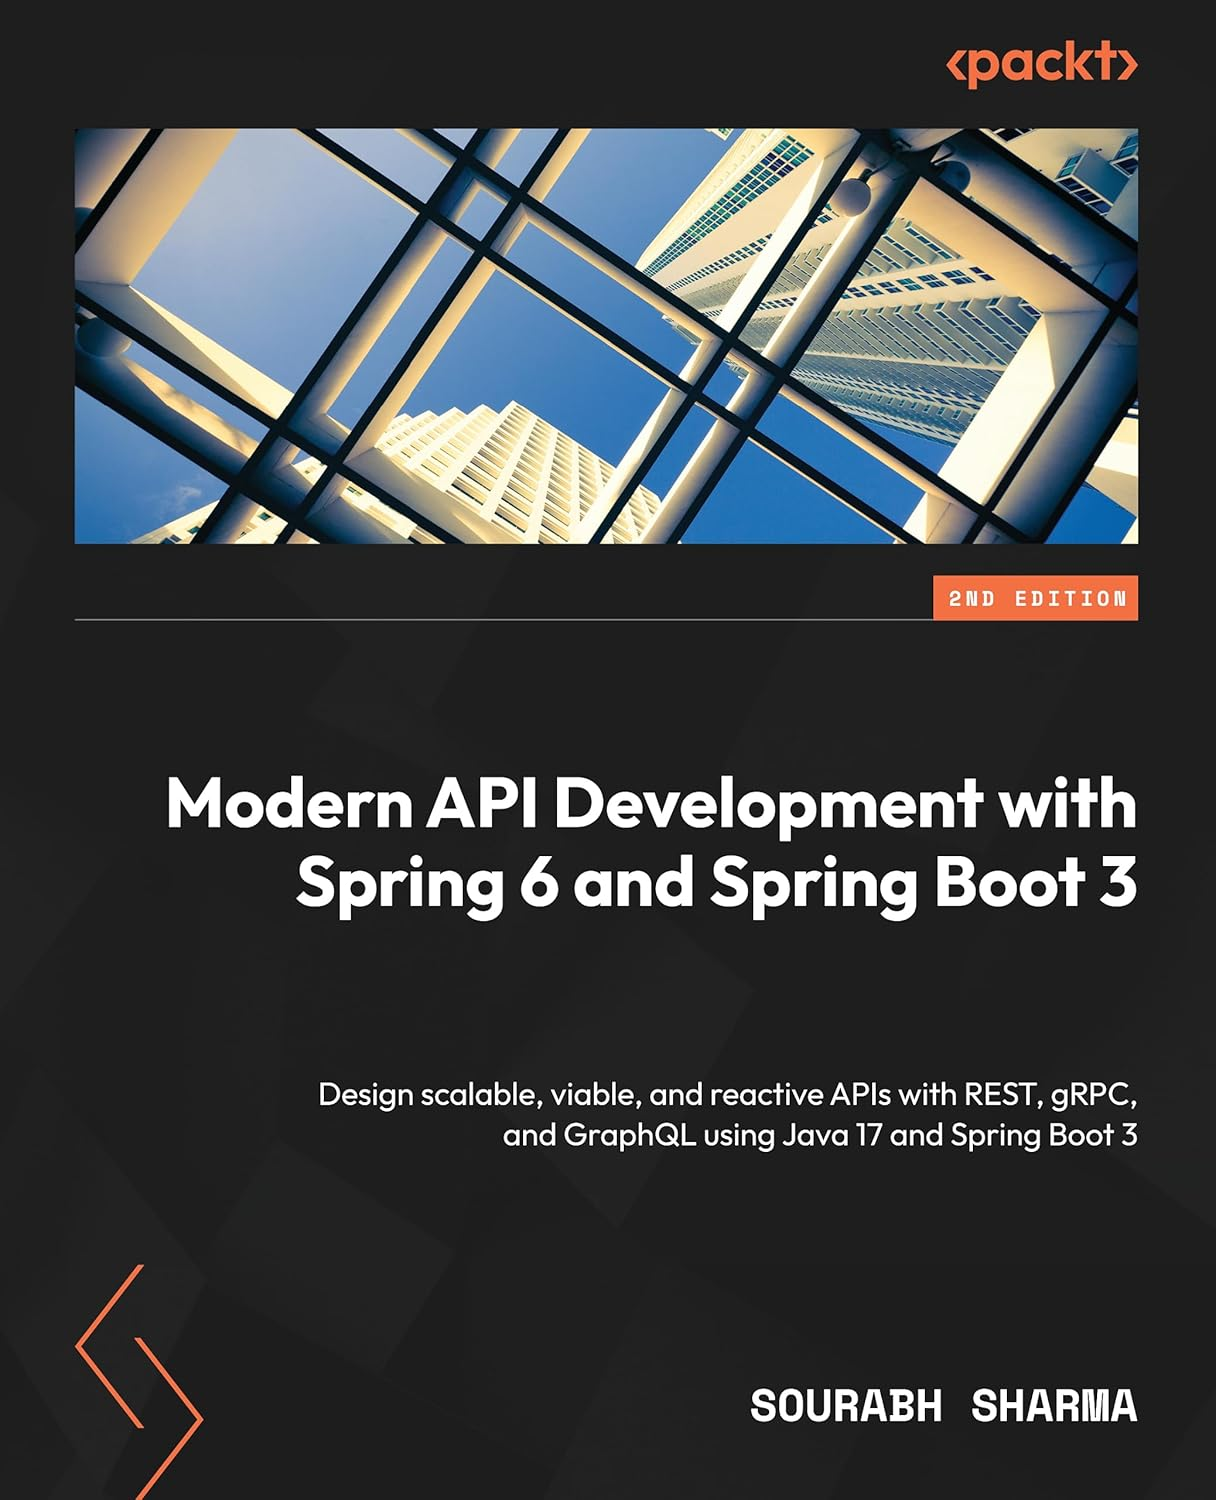 <packt>
2ND EDITION
Modern API Development with
Spring 6 and Spring Boot 3
Design scalable, viable, and reactive APIs with REST, gRPC,
and GraphQL using Java 17 and Spring Boot 3
SOURABH SHARMA